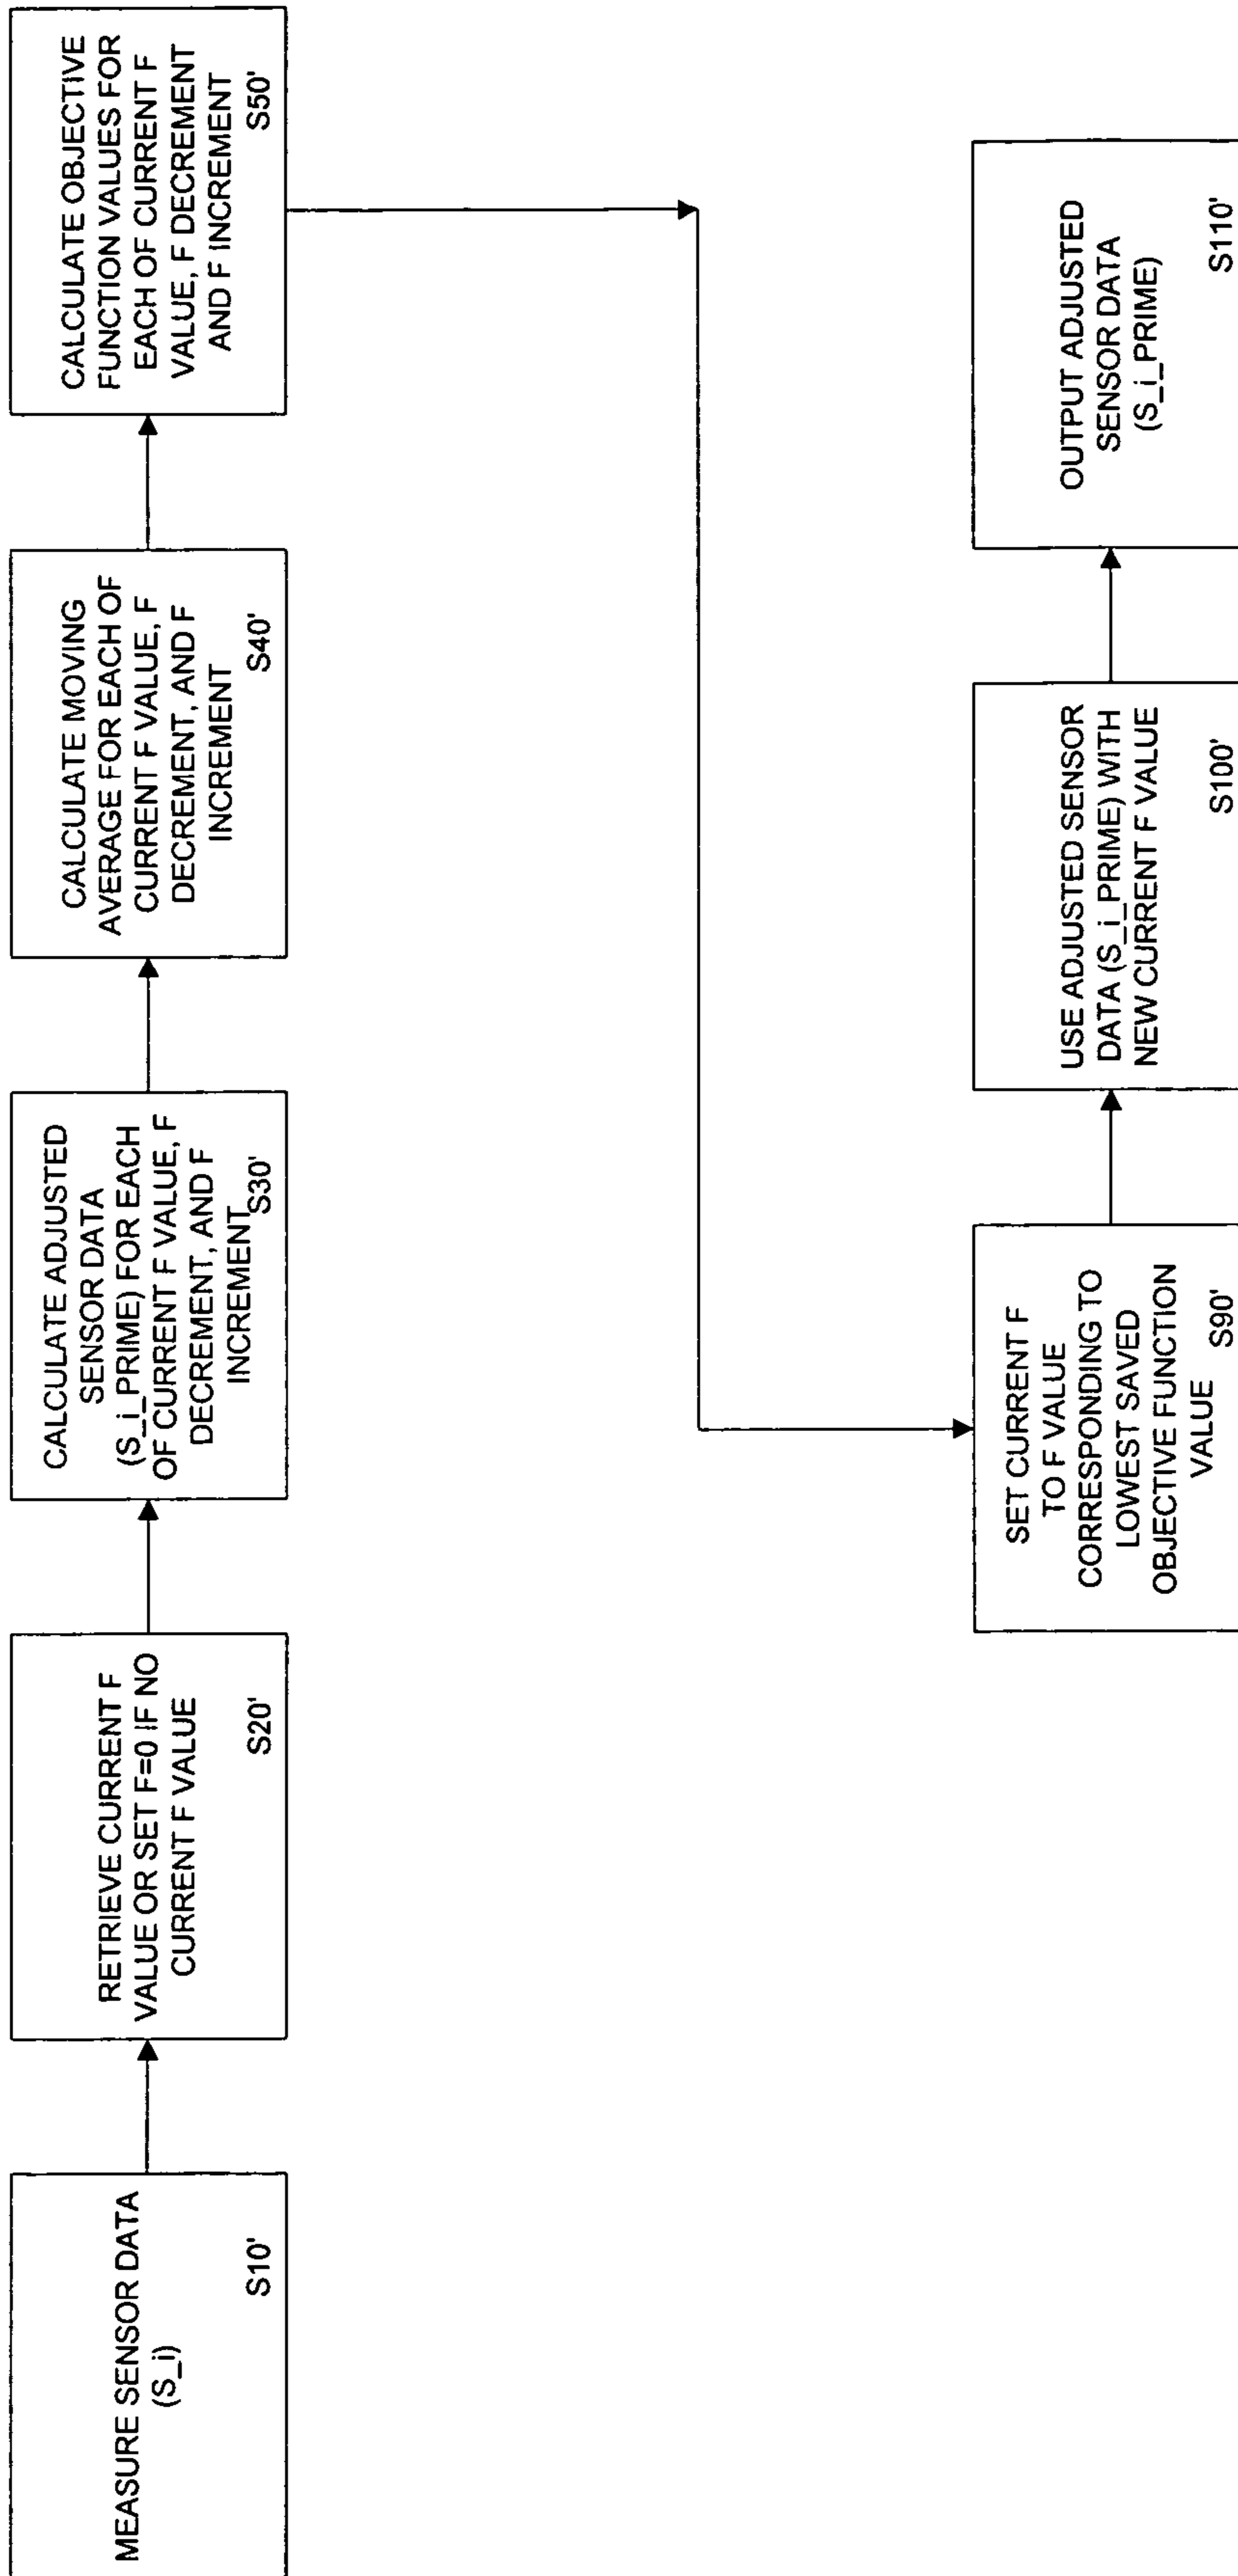 MEASURE SENSOR DATA
(S_i)
S10'
RETRIEVE CURRENT F
VALUE OR SET F=0 IF NO
CURRENT F VALUE
S20'
CALCULATE ADJUSTED
SENSOR DATA
(S_i_PRIME) FOR EACH
OF CURRENT F VALUE, F
DECREMENT, AND F
INCREMENT
S30'
CALCULATE MOVING
AVERAGE FOR EACH OF
CURRENT F VALUE, F
DECREMENT, AND F
INCREMENT
S40'
CALCULATE OBJECTIVE
FUNCTION VALUES FOR
EACH OF CURRENT F
VALUE, F DECREMENT
AND F INCREMENT
S50'
SET CURRENT F
TO F VALUE
CORRESPONDING TO
LOWEST SAVED
OBJECTIVE FUNCTION
VALUE
S90'
USE ADJUSTED SENSOR
DATA (S_i_PRIME) WITH
NEW CURRENT F VALUE
S100'
OUTPUT ADJUSTED
SENSOR DATA
(S_i_PRIME)
S110'